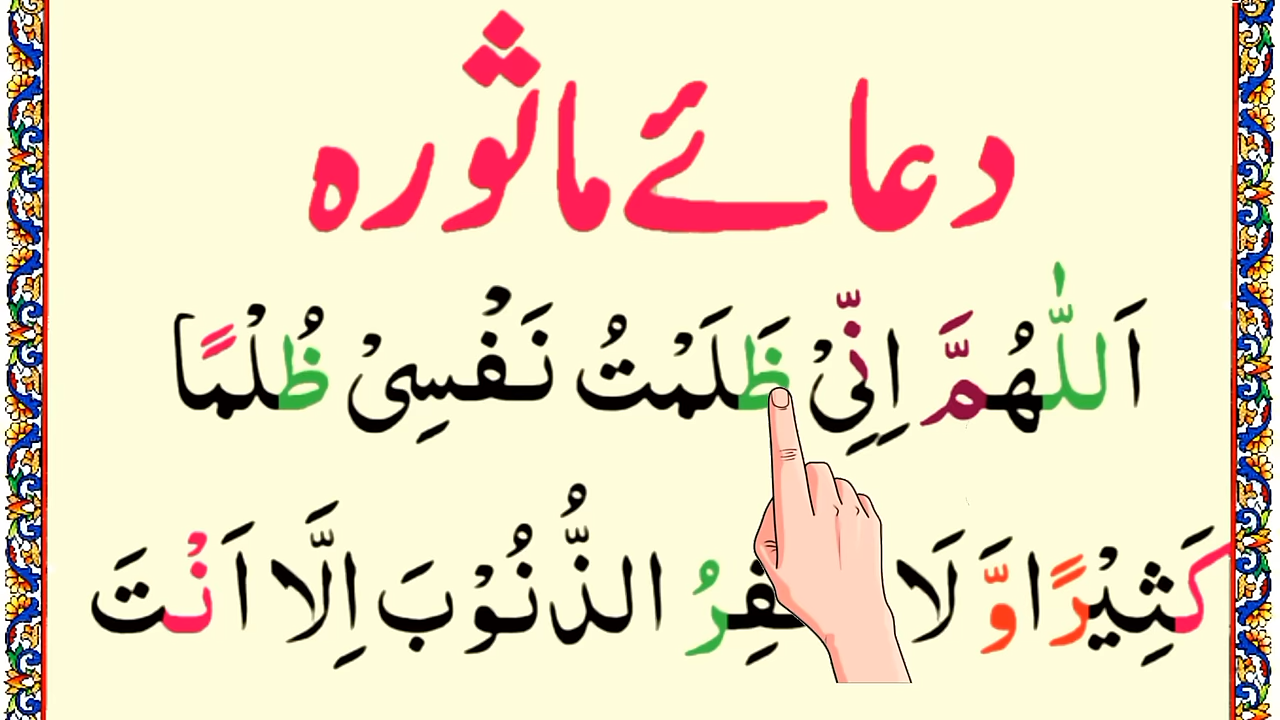 دعائے ماثورہ
اَللّٰهُمَّ اِنِّیْ ظَلَمْتُ نَفْسِیْ ظُلْمًا
كَثِیْرًا وَّ لَا الذُّنُوْبَ اِلَّا اَنْتَ